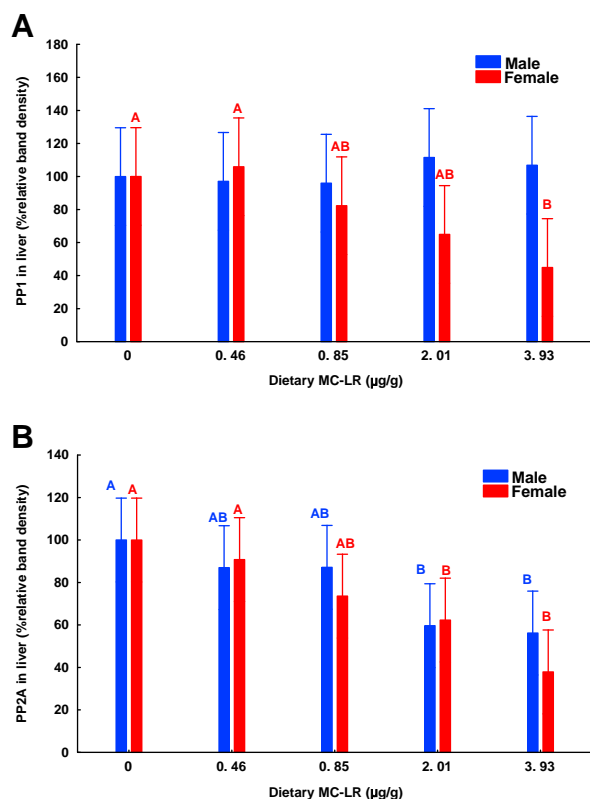 A
180
160
140
120
100
80
60
40
20
0
PP1 in liver (%relative band density)
Male
Female
A
A
AB
AB
B
0
0. 46
0. 85
2. 01
3. 93
Dietary MC-LR (µg/g)
B
140
120
100
80
60
40
20
0
PP2A in liver (%relative band density)
Male
Female
A
A
AB
A
AB
AB
B
B
B
B
0
0. 46
0. 85
2. 01
3. 93
Dietary MC-LR (µg/g)